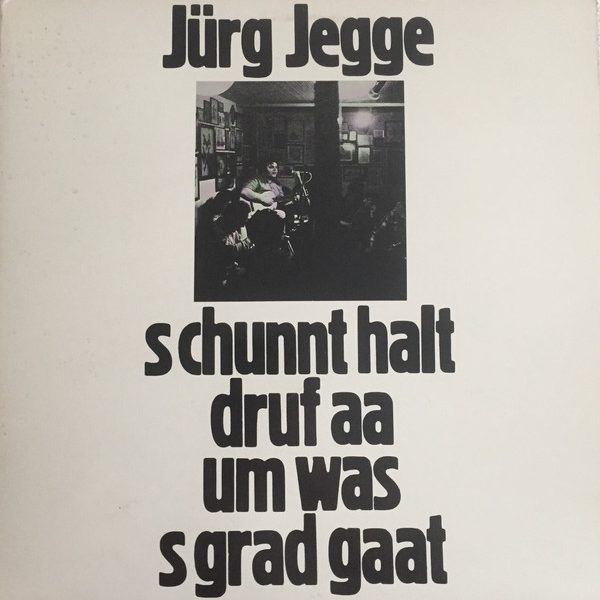 Jürg Jegge
s chunnt halt
druf aa
um was
s grad gaat